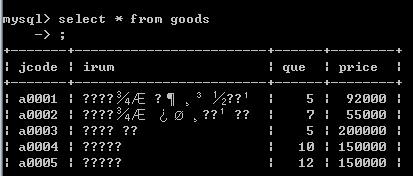 mysql> select * from goods
-> ;
| jcode | irum | que | price |
| a0001 | ????¾Æ ?¶ ¸³ ½??¹ | 5 | 92000 |
| a0002 | ????¾Æ ¿ø ¸??¹ ?? | 7 | 55000 |
| a0003 | ???? ?? | 5 | 200000 |
| a0004 | ????? | 10 | 150000 |
| a0005 | ????? | 12 | 150000 |